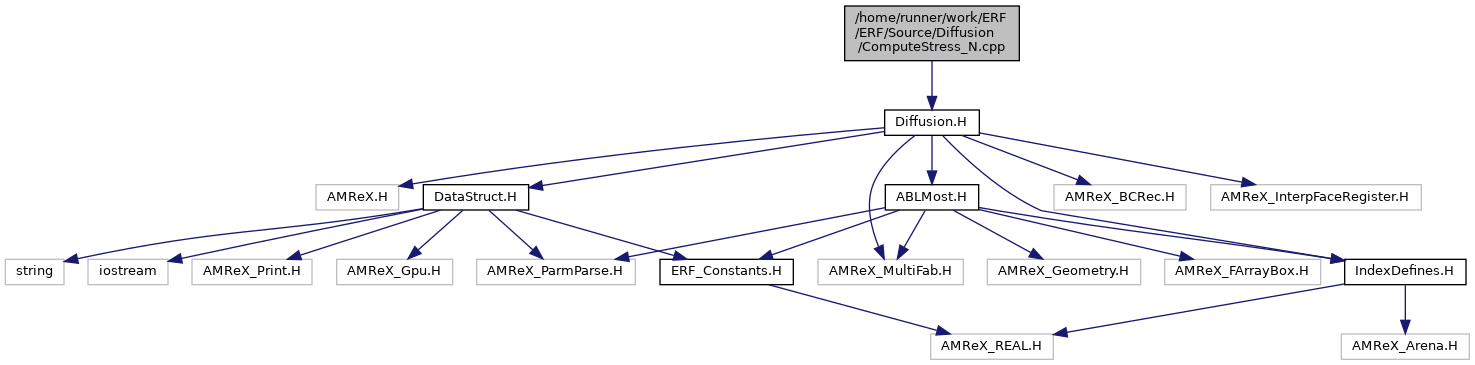 /home/runner/work/ERF
/ERF/Source/Diffusion
/ComputeStress_N.cpp
Diffusion.H
AMReX.H
DataStruct.H
ABLMost.H
AMReX_BCRec.H
AMReX_InterpFaceRegister.H
string
iostream
AMReX_Print.H
AMReX_Gpu.H
AMReX_ParmParse.H
ERF_Constants.H
AMReX_MultiFab.H
AMReX_Geometry.H
AMReX_FArrayBox.H
IndexDefines.H
AMReX_REAL.H
AMReX_Arena.H